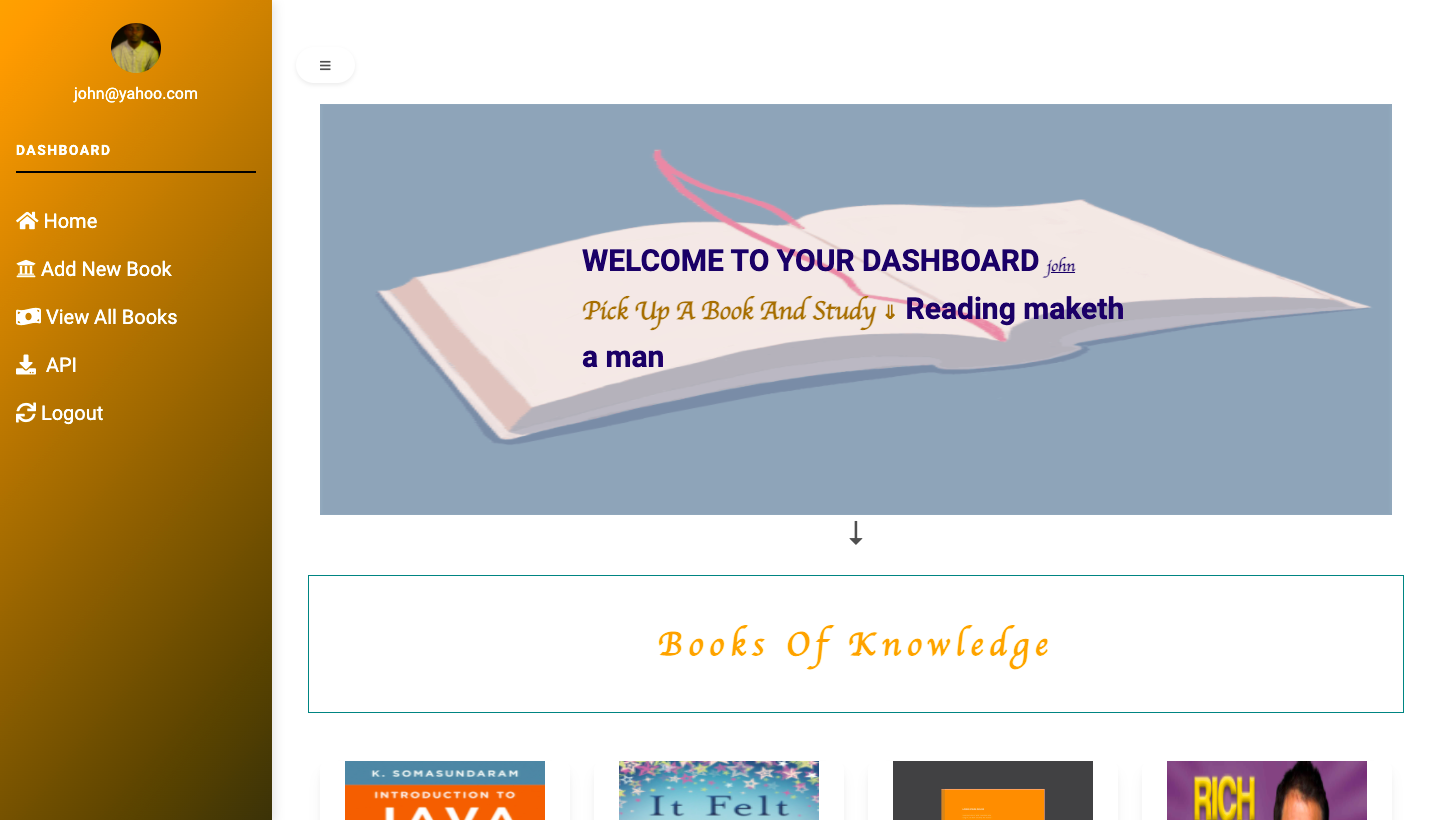 john@yahoo.com
DASHBOARD
Home
Add New Book
View All Books
API
Logout
WELCOME TO YOUR DASHBOARD john
Pick Up A Book And Study ⇓ Reading maketh
a man
Books Of Knowledge
K. SOMASUNDARAM
INTRODUCTION TO
JAVA
It Felt
RICH